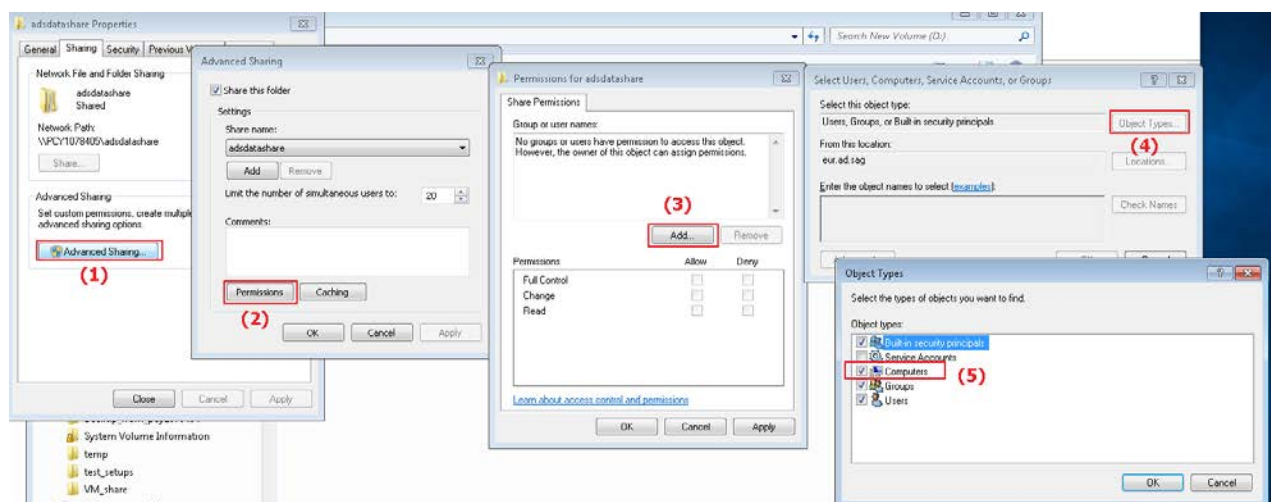 adsdatashare Properties
General Sharing Security Previous V
Network File and Folder Sharing
adsdatashare
Shared
Network Path:
\\PCY1078405\adsdatashare
Share...
Advanced Sharing
Set custom permissions, create multiple
advanced sharing options.
Advanced Sharing...
(1)
Close Cancel Apply
System Volume Information
temp
test_setups
VM_share
Advanced Sharing
Share this folder
Settings
Share name:
adsdatashare
Add Remove
Limit the number of simultaneous users to: 20
Comments:
Permissions Caching
(2)
OK Cancel Apply
Search New Volume (D:)
Permissions for adsdatashare
Share Permissions
Group or user names:
No groups or users have permission to access this object.
However, the owner of this object can assign permissions.
(3)
Add... Remove
Permissions Allow Deny
Full Control
Change
Read
Learn about access control and permissions
OK Cancel Apply
Select Users, Computers, Service Accounts, or Groups
Select this object type:
Users, Groups, or Built-in security principals Object Types...
(4)
From this location:
eur.ad.sag Locations...
Enter the object names to select (examples):
Check Names
Object Types
Select the types of objects you want to find.
Object types:
Built-in security principals
Service Accounts
Computers
(5)
Groups
Users
OK Cancel